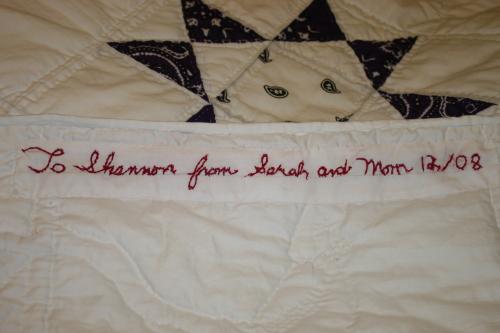 To Shannon from Sarah and Mom 12/08